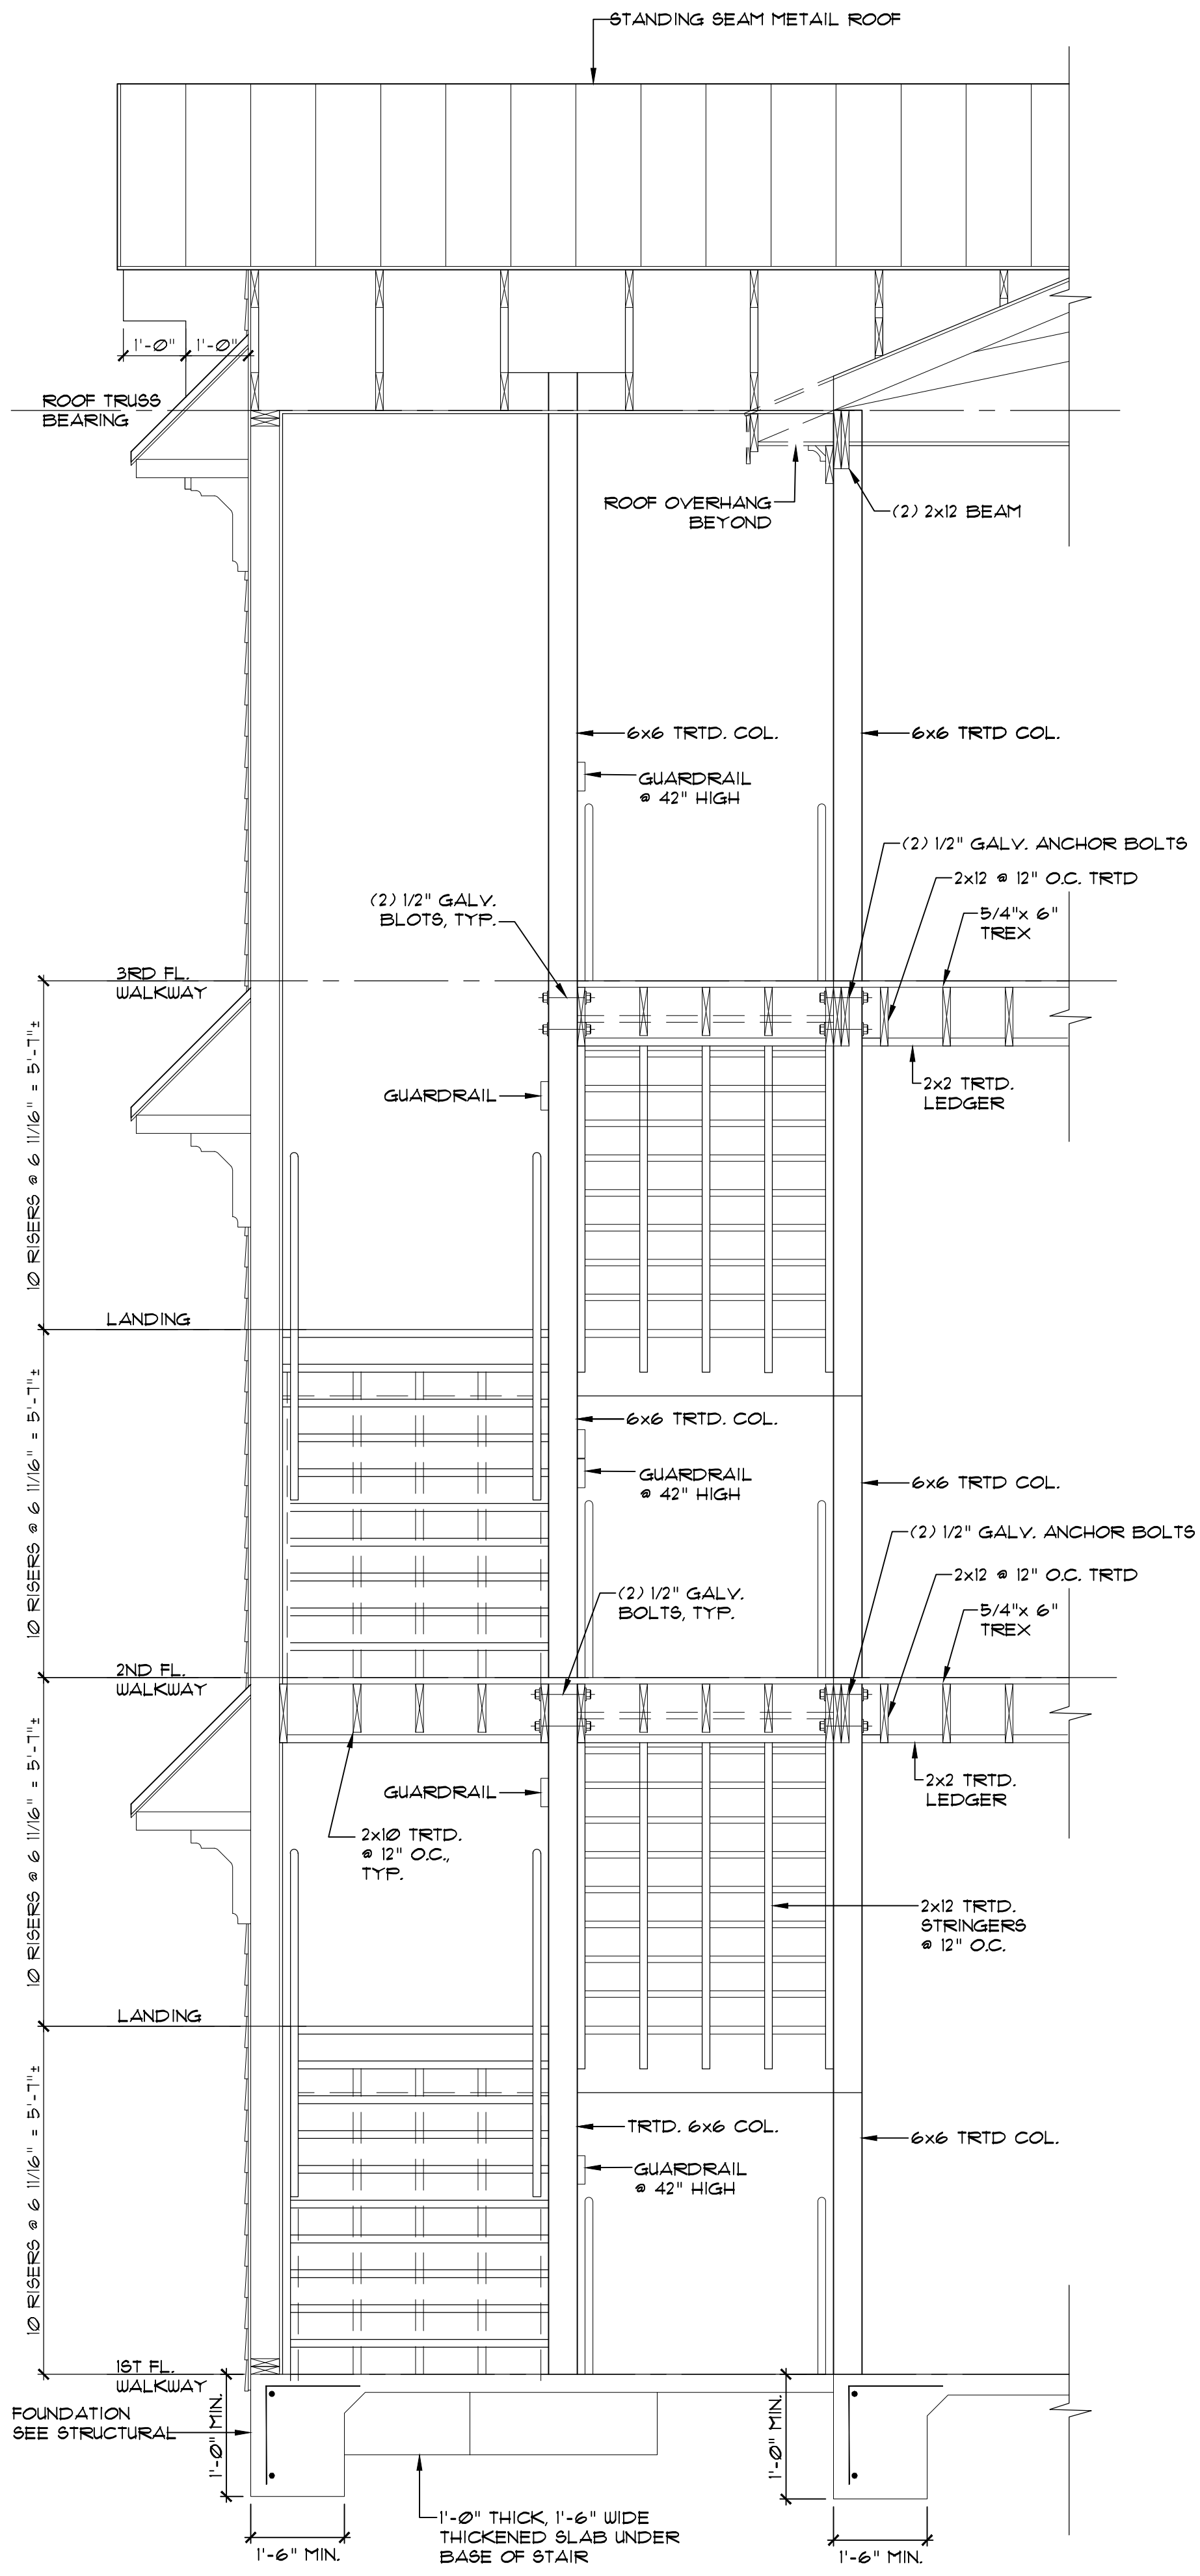 STANDING SEAM METAIL ROOF
1'-0"
1'-0"
ROOF TRUSS
BEARING
ROOF OVERHANG
BEYOND
(2) 2x12 BEAM
6x6 TRTD. COL.
6x6 TRTD COL.
GUARDRAIL
@ 42" HIGH
(2) 1/2" GALV. ANCHOR BOLTS
2x12 @ 12" O.C. TRTD
(2) 1/2" GALV.
BLOTS, TYP.
5/4"x 6"
TREX
3RD FL.
WALKWAY
10 RISERS @ 6 11/16" = 5'-7"±
GUARDRAIL
2x2 TRTD.
LEDGER
LANDING
10 RISERS @ 6 11/16" = 5'-7"±
6x6 TRTD. COL.
GUARDRAIL
@ 42" HIGH
6x6 TRTD COL.
(2) 1/2" GALV. ANCHOR BOLTS
2x12 @ 12" O.C. TRTD
(2) 1/2" GALV.
BOLTS, TYP.
5/4"x 6"
TREX
2ND FL.
WALKWAY
10 RISERS @ 6 11/16" = 5'-7"±
GUARDRAIL
2x2 TRTD.
LEDGER
2x10 TRTD.
@ 12" O.C.,
TYP.
2x12 TRTD.
STRINGERS
@ 12" O.C.
LANDING
10 RISERS @ 6 11/16" = 5'-7"±
TRTD. 6x6 COL.
6x6 TRTD COL.
GUARDRAIL
@ 42" HIGH
1ST FL.
WALKWAY
FOUNDATION
SEE STRUCTURAL
1'-0" MIN.
1'-0" MIN.
1'-0" THICK, 1'-6" WIDE
THICKENED SLAB UNDER
BASE OF STAIR
1'-6" MIN.
1'-6" MIN.